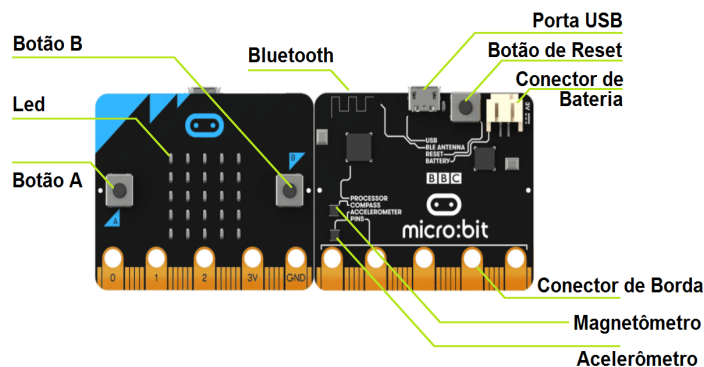 Porta USB
Botão B
Bluetooth
Botão de Reset
Conector de
Bateria
Led
Botão A
B
A
0
1
2
3V
GND
3V
USB
BLE ANTENNA
RESET
BATTERY
BBC
PROCESSOR
COMPASS
ACCELEROMETER
PINS
micro:bit
Conector de Borda
Magnetômetro
Acelerômetro